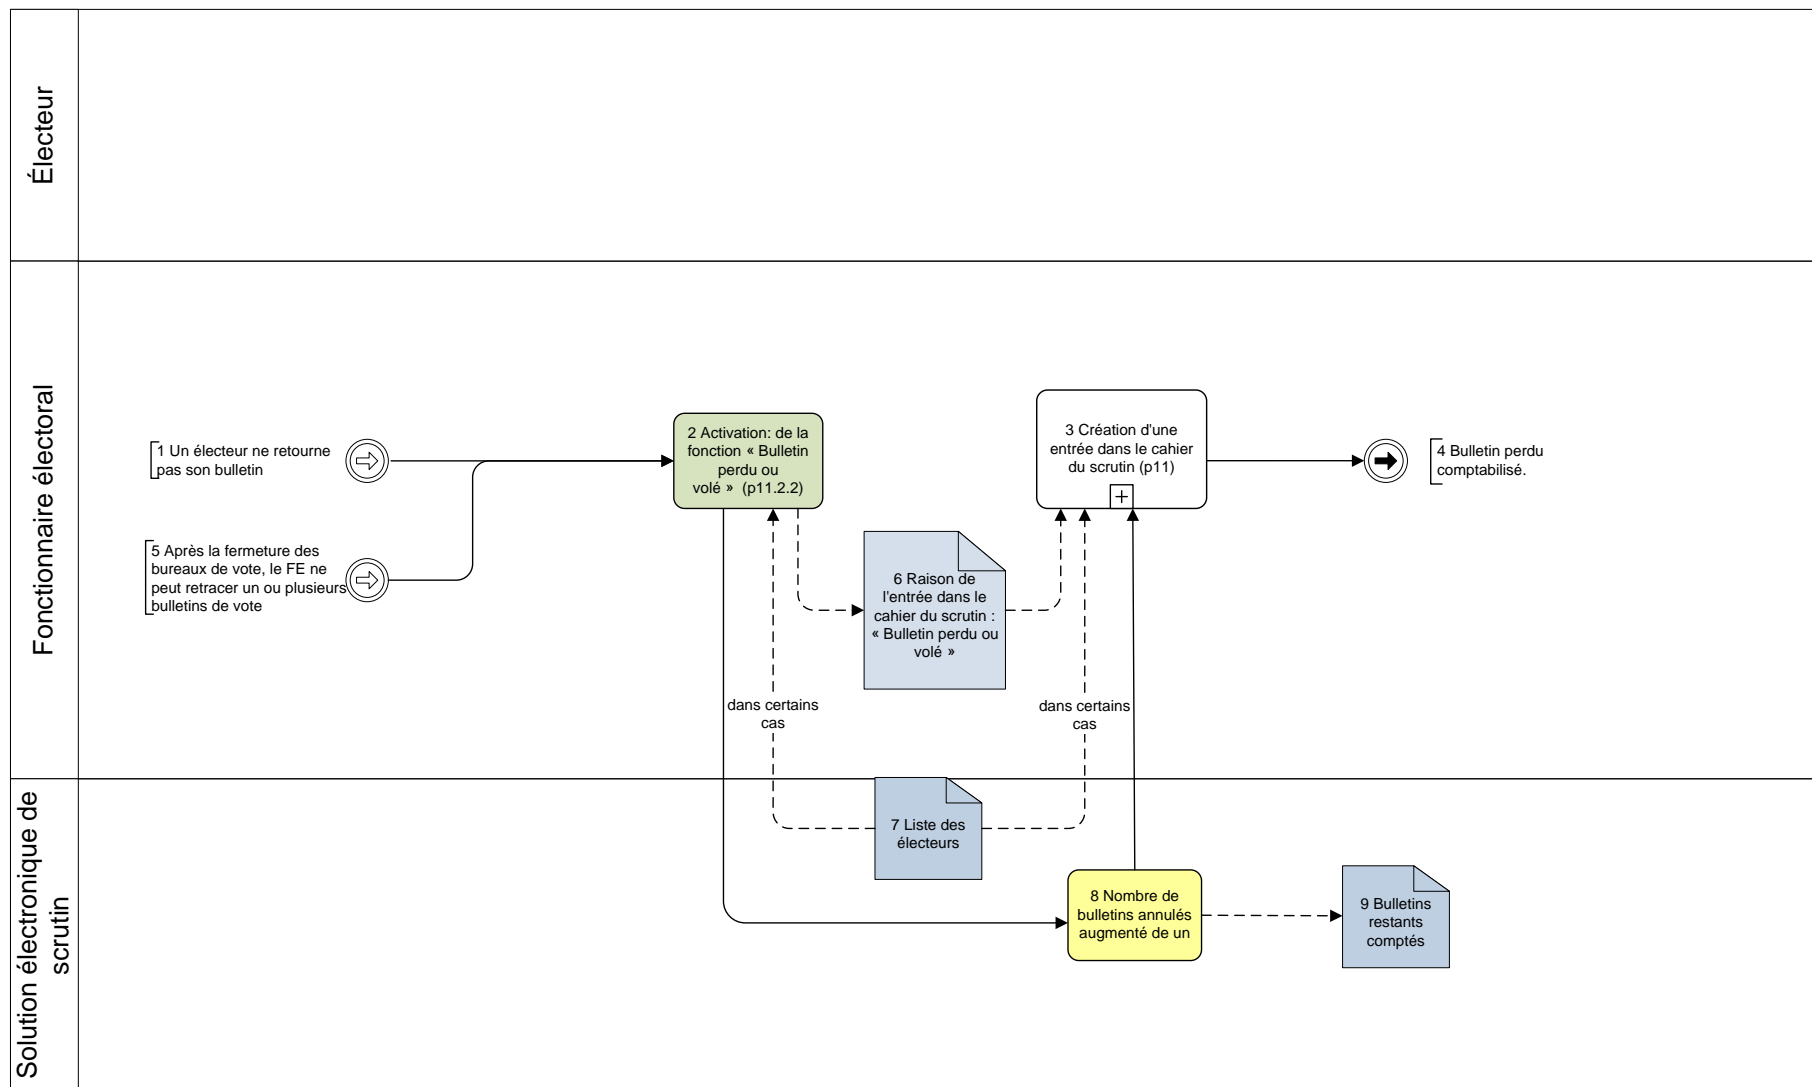 Électeur
Fonctionnaire électoral
1 Un électeur ne retourne
pas son bulletin
5 Après la fermeture des
bureaux de vote, le FE ne
peut retracer un ou plusieurs
bulletins de vote
2 Activation: de la
fonction « Bulletin
perdu ou
volé »  (p11.2.2)
6 Raison de
l'entrée dans le
cahier du scrutin :
« Bulletin perdu ou
volé »
3 Création d'une
entrée dans le cahier
du scrutin (p11)
4 Bulletin perdu
comptabilisé.
dans certains
cas
dans certains
cas
Solution électronique de
scrutin
7 Liste des
électeurs
8 Nombre de
bulletins annulés
augmenté de un
9 Bulletins
restants
comptés